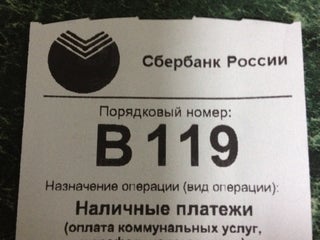 Сбербанк России
Порядковый номер:
В 119
Назначение операции (вид операции):
Наличные платежи
(оплата коммунальных услуг,